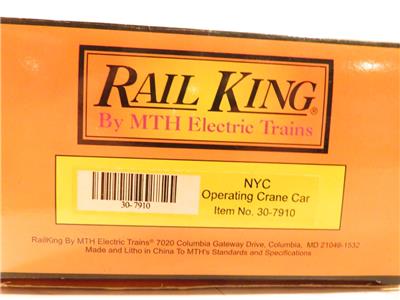 RAIL KING®
By MTH Electric Trains
30-7910
NYC
Operating Crane Car
Item No. 30-7910
RailKing By MTH Electric Trains® 7020 Columbia Gateway Drive, Columbia, MD 21046-1532
Made and Litho in China To MTH's Standards and Specifications